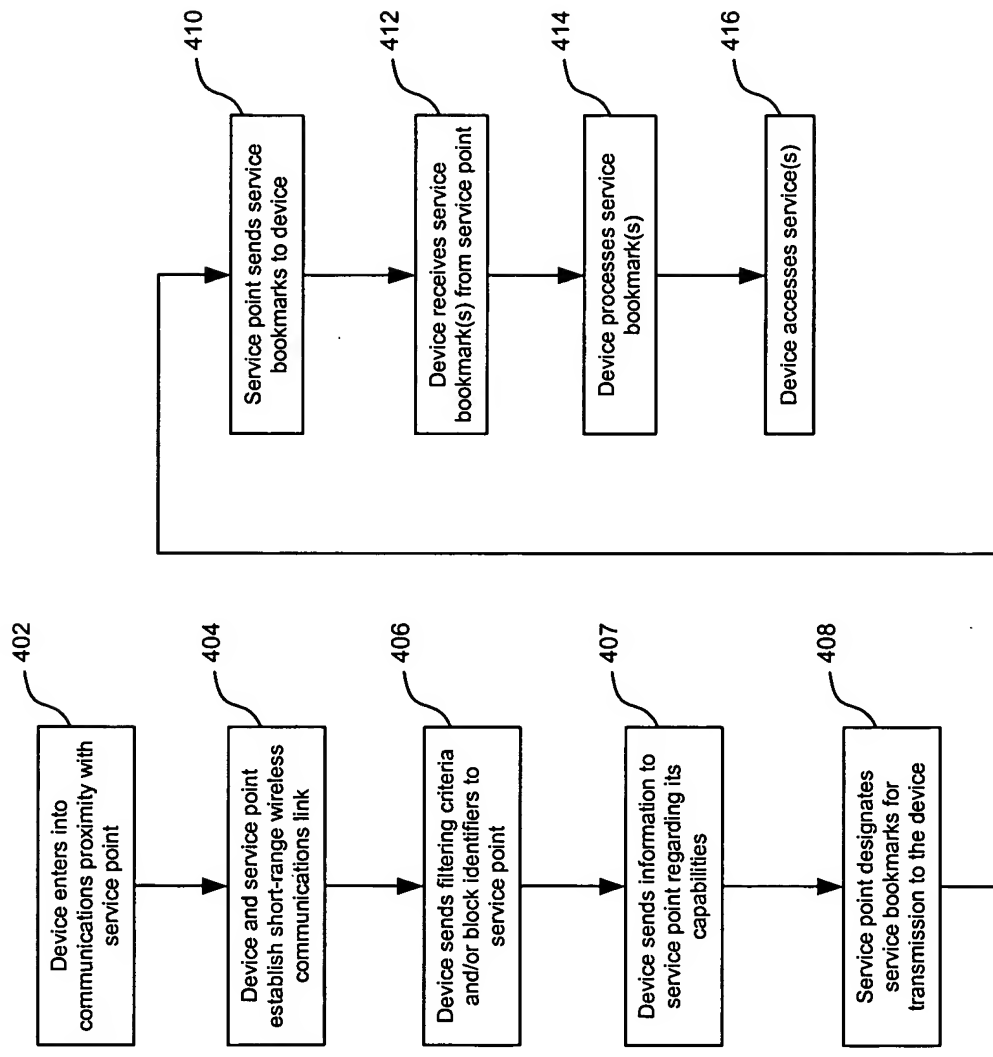 402
Device enters into
communications proximity with
service point
404
Device and service point
establish short-range wireless
communications link
406
Device sends filtering criteria
and/or block identifiers to
service point
407
Device sends information to
service point regarding its
capabilities
408
Service point designates
service bookmarks for
transmission to the device
410
Service point sends service
bookmarks to device
412
Device receives service
bookmark(s) from service point
414
Device processes service
bookmark(s)
416
Device accesses service(s)